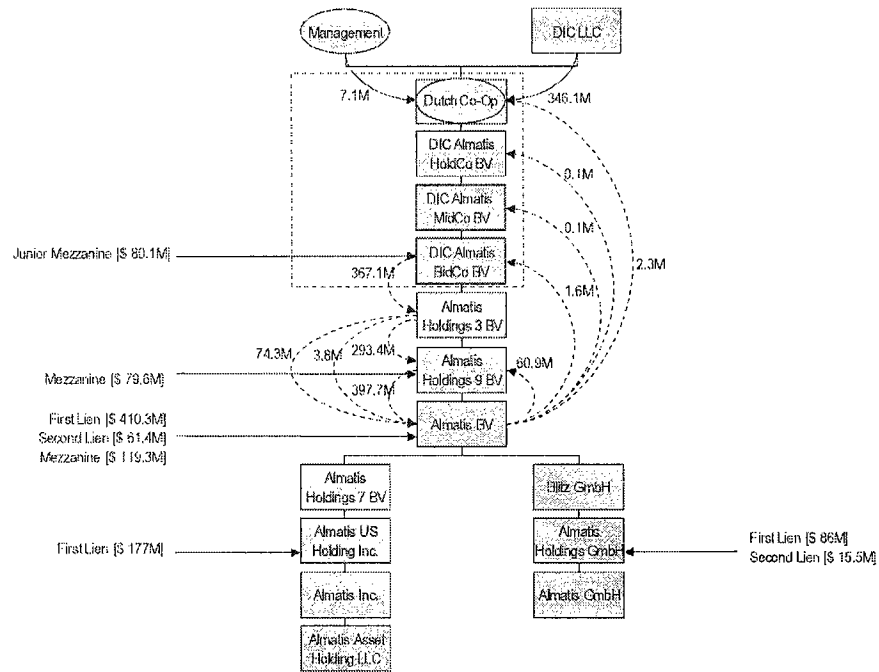 Management
DIC LLC
7.1M
Dutch Co-Op
346.1M
DIC Almatis
HoldCo BV
0.1M
DIC Almatis
MidCo BV
0.1M
Junior Mezzanine [$ 80.1M]
DIC Almatis
BidCo BV
2.3M
367.1M
1.6M
Almatis
Holdings 3 BV
74.3M
3.8M
293.4M
Almatis
Holdings 9 BV
60.9M
Mezzanine [$ 79.6M]
397.7M
First Lien [$ 410.3M]
Second Lien [$ 61.4M]
Mezzanine [$ 119.3M]
Almatis BV
Almatis
Holdings 7 BV
Blitz GmbH
First Lien [$ 177M]
Almatis US
Holding Inc.
Almatis
Holdings GmbH
First Lien [$ 86M]
Second Lien [$ 15.5M]
Almatis Inc.
Almatis GmbH
Almatis Asset
Holding LLC